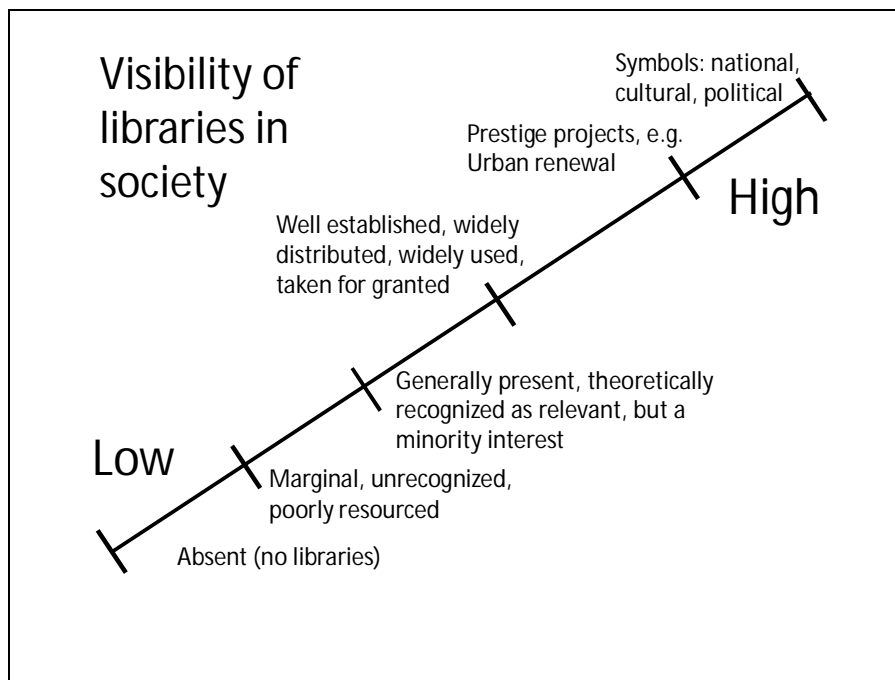 Visibility of
libraries in
society
Symbols: national,
cultural, political
Prestige projects, e.g.
Urban renewal
High
Well established, widely
distributed, widely used,
taken for granted
Generally present, theoretically
recognized as relevant, but a
minority interest
Low
Marginal, unrecognized,
poorly resourced
Absent (no libraries)